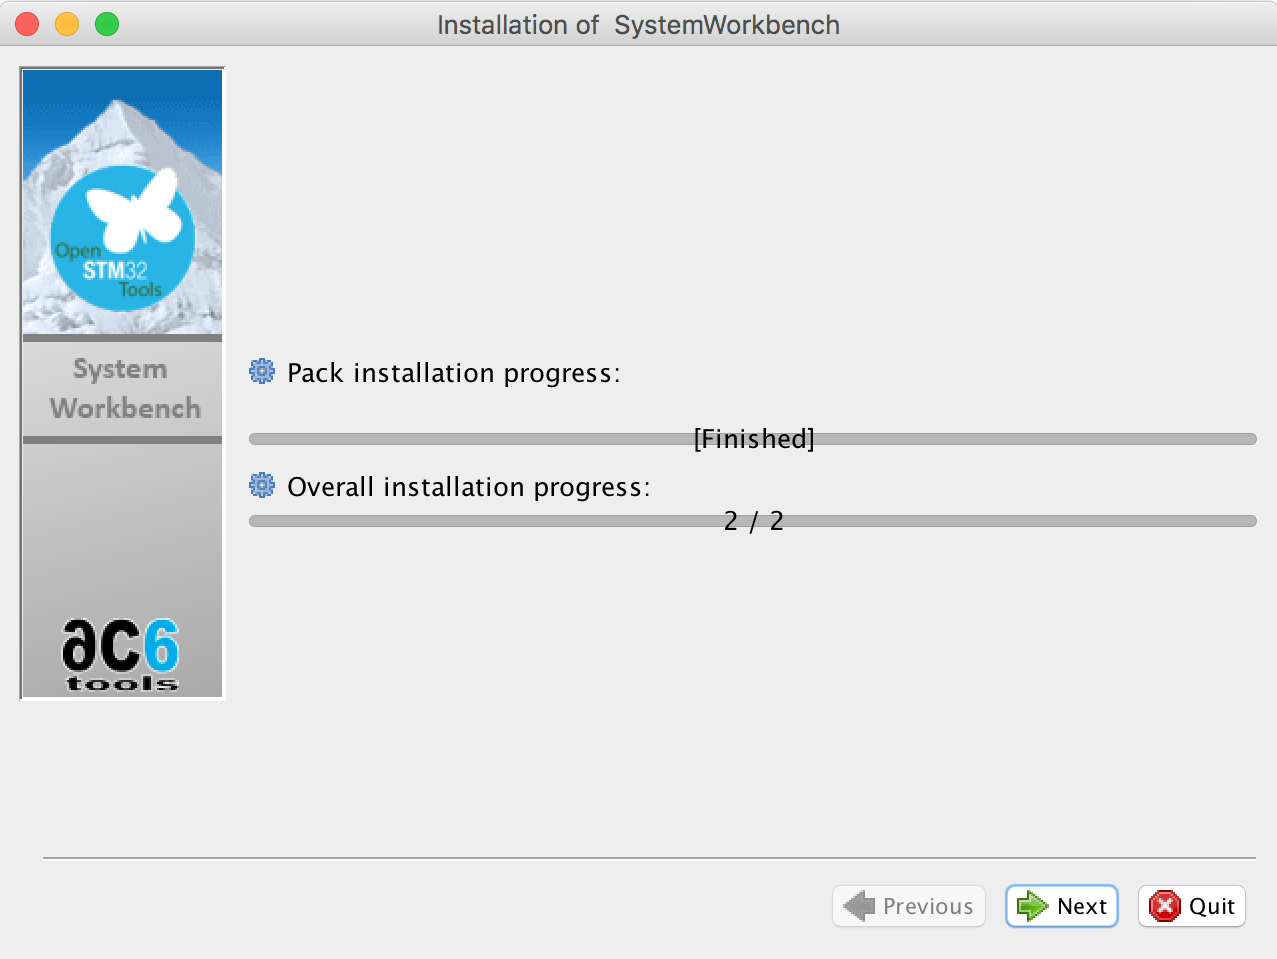 Installation of  SystemWorkbench
Open
STM32
Tools
System
Workbench
ac6
tools
Pack installation progress:
[Finished]
Overall installation progress:
2 / 2
Previous
Next
Quit